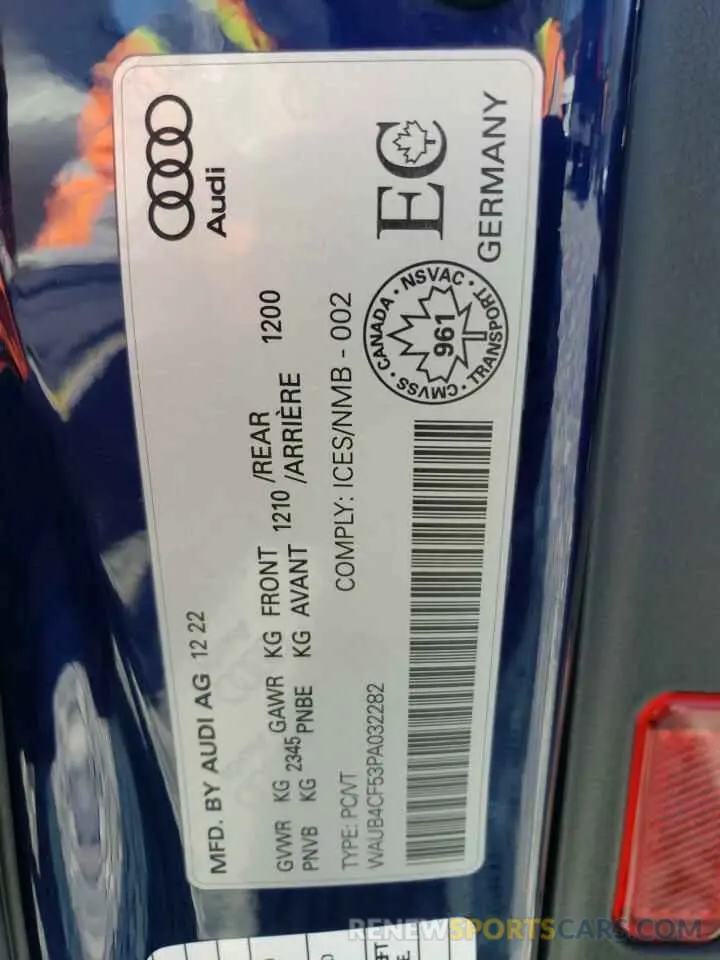 Audi
MFD. BY AUDI AG 12 22
GVWR KG 2345 GAWR KG FRONT 1210 /REAR 1200
PNVB KG PNBE KG AVANT /ARRIÈRE
TYPE: PC/VT
COMPLY: ICES/NMB - 002
WAUB4CF53PA032282
CANADA • NSVAC • TRANSPORT • CMVSS •
961
EC
GERMANY
RENEWSPORTSCARS.COM